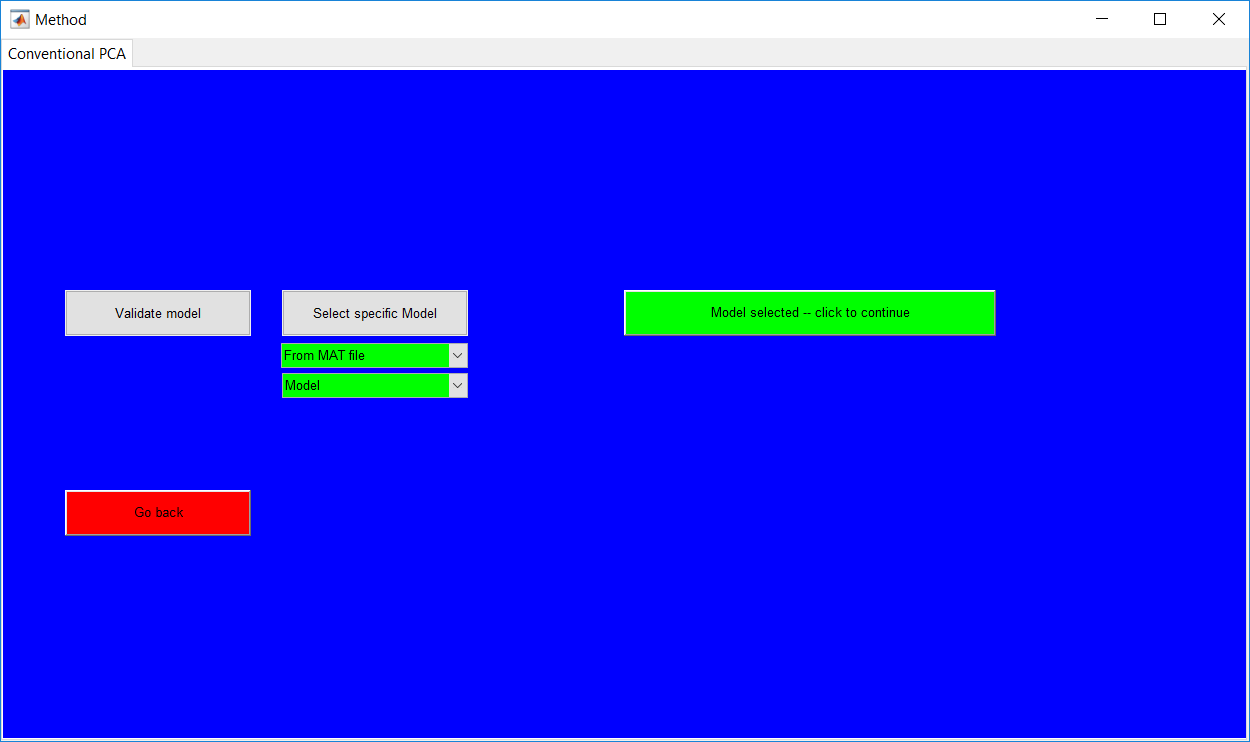 Method
Conventional PCA
Validate model
Select specific Model
Model selected -- click to continue
From MAT file
Model
Go back